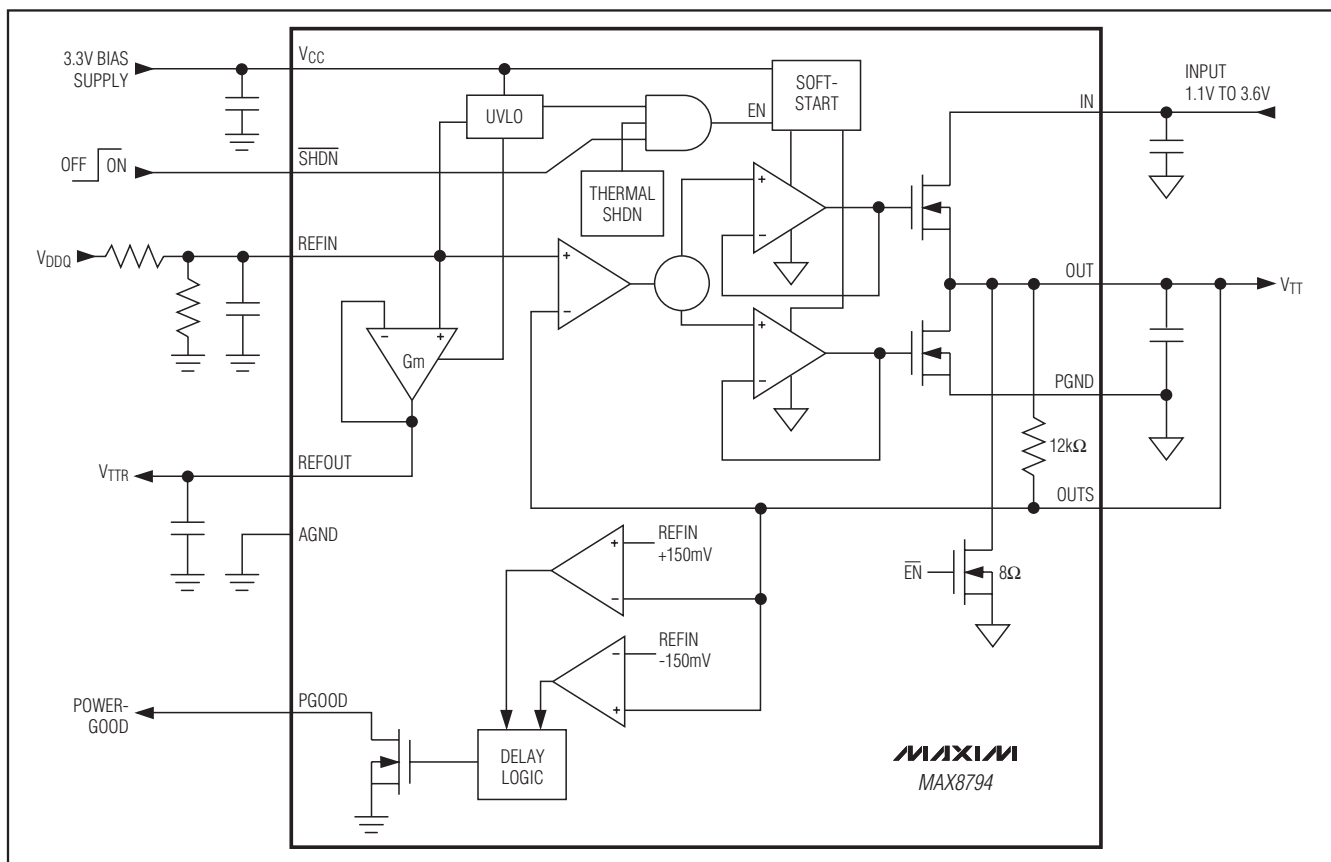 3.3V BIAS
SUPPLY
VCC
SOFT-
START
INPUT
1.1V TO 3.6V
IN
UVLO
EN
OFF
ON
SHDN
THERMAL
SHDN
+
-
VDDQ
REFIN
+
-
OUT
VTT
-
+
Gm
+
-
PGND
12kΩ
VTTR
REFOUT
OUTS
AGND
REFIN
+150mV
+
-
EN
8Ω
REFIN
-150mV
-
+
POWER-
GOOD
PGOOD
DELAY
LOGIC
MAXIM
MAX8794